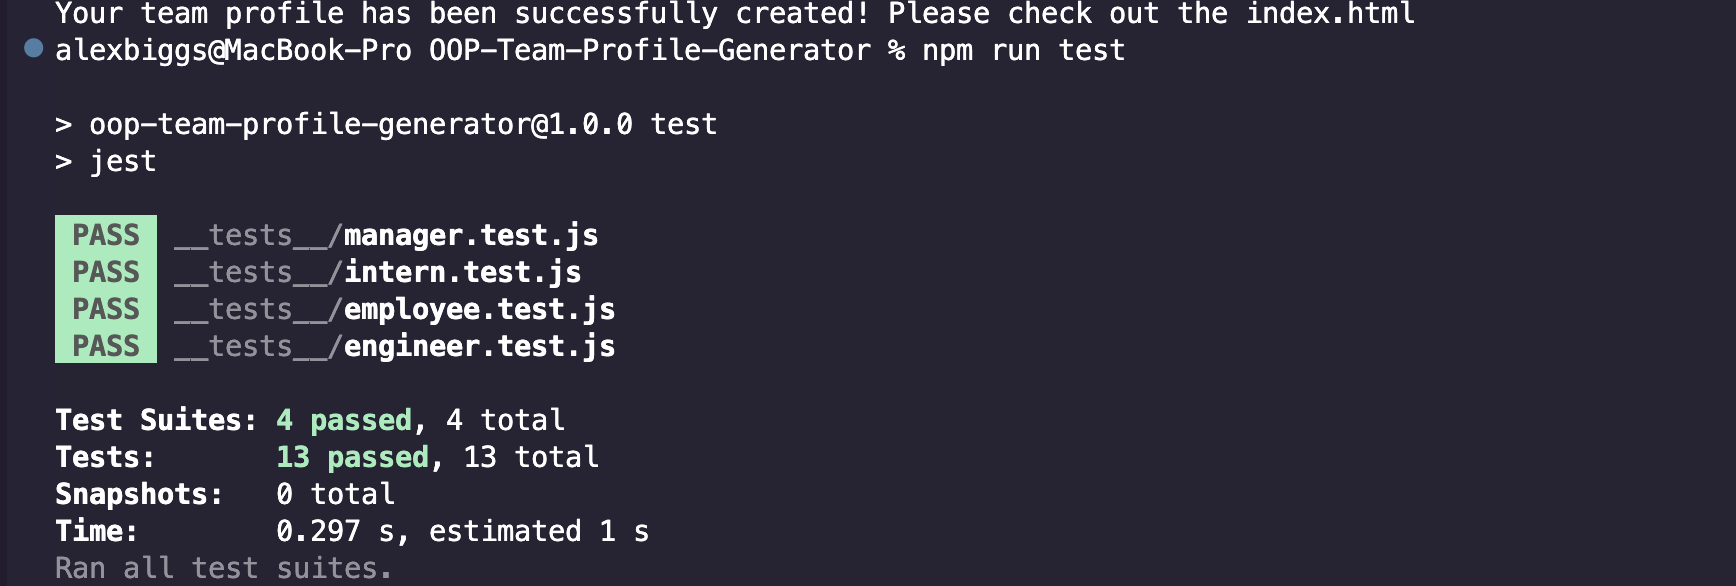 Your team profile has been successfully created! Please check out the index.html
alexbiggs@MacBook-Pro OOP-Team-Profile-Generator % npm run test
> oop-team-profile-generator@1.0.0 test
> jest
PASS __tests__/manager.test.js
PASS __tests__/intern.test.js
PASS __tests__/employee.test.js
PASS __tests__/engineer.test.js
Test Suites: 4 passed, 4 total
Tests: 13 passed, 13 total
Snapshots: 0 total
Time: 0.297 s, estimated 1 s
Ran all test suites.